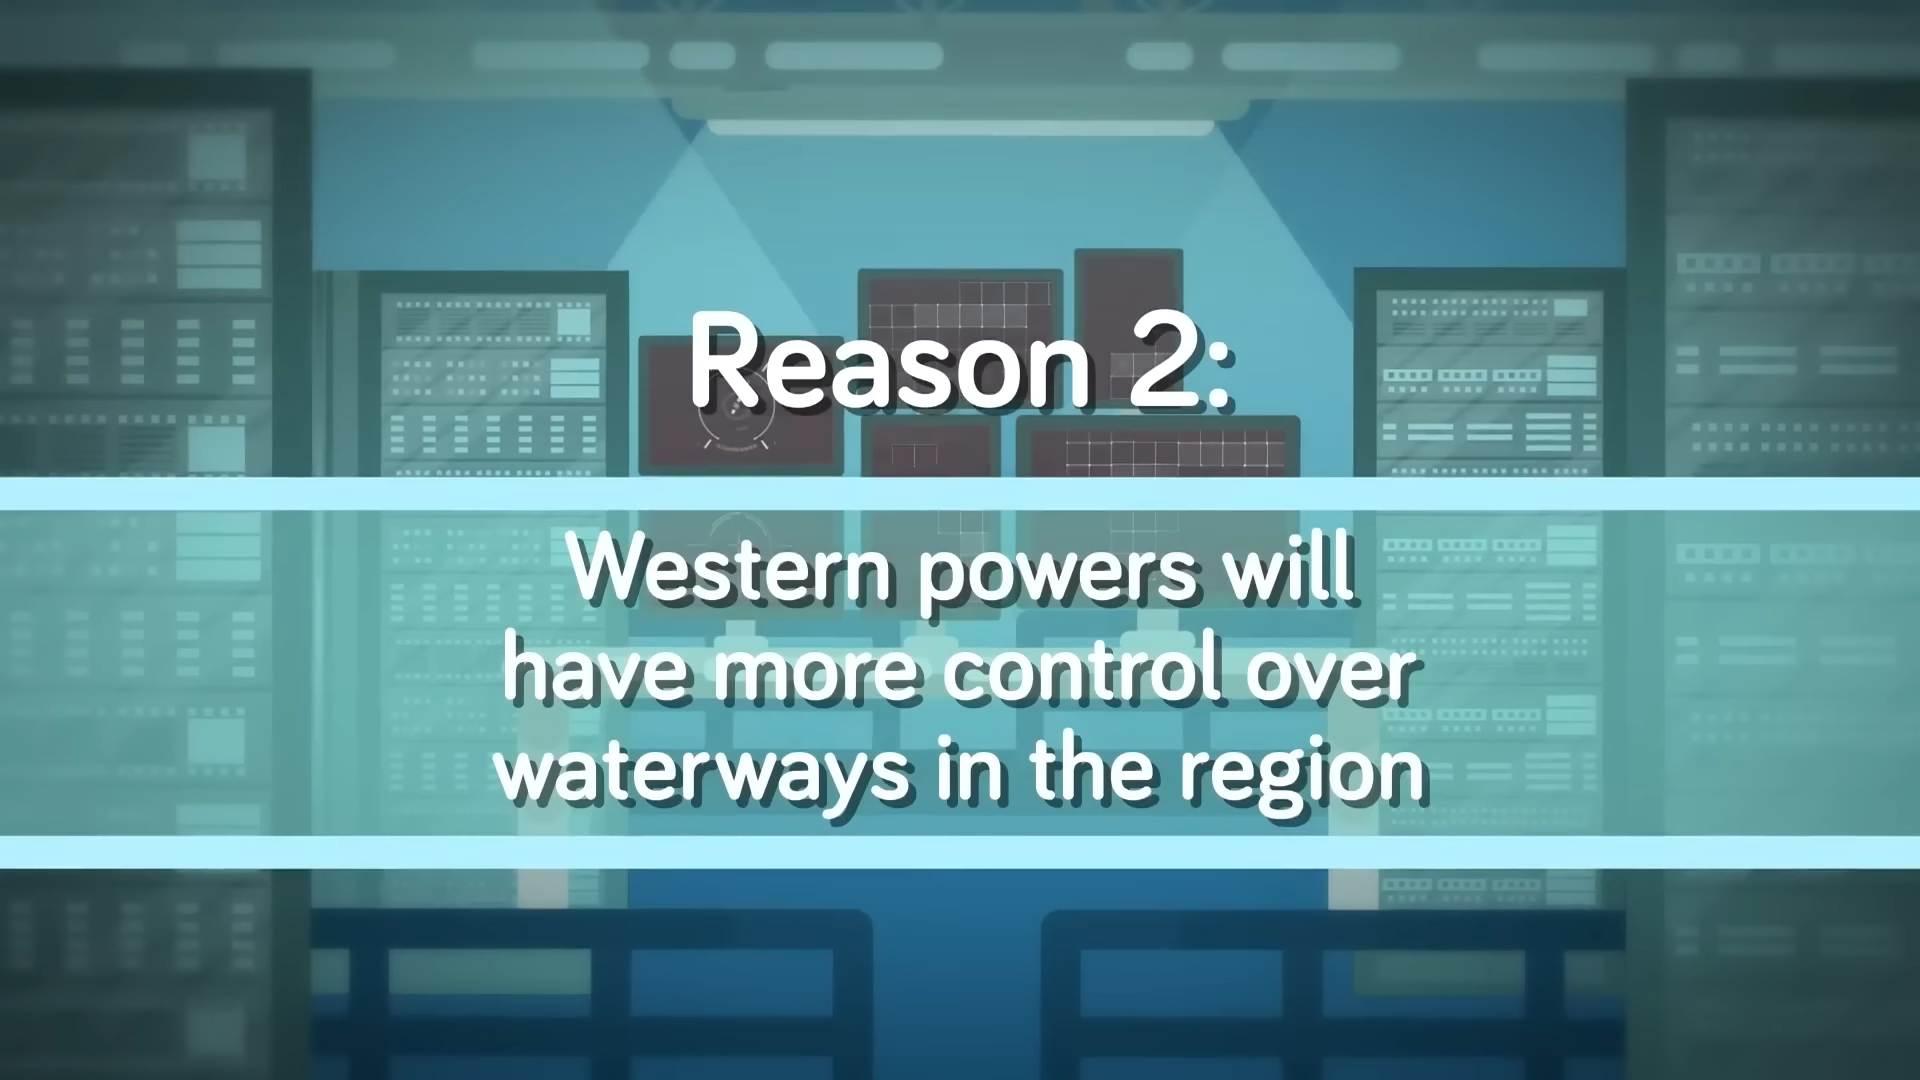 Reason 2:
Western powers will
have more control over
waterways in the region